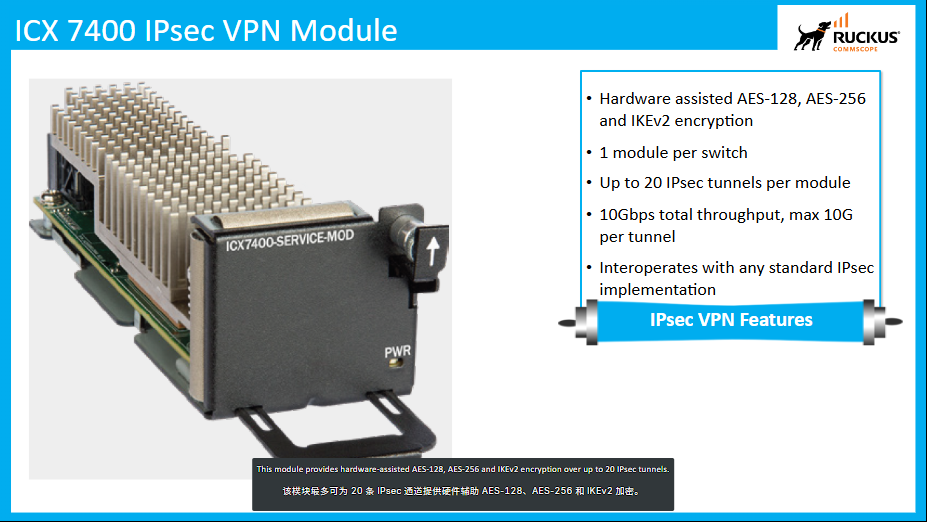 ICX 7400 IPsec VPN Module
RUCKUS®
COMMSCOPE
ICX7400-SERVICE-MOD
PWR
• Hardware assisted AES-128, AES-256
and IKEv2 encryption
• 1 module per switch
• Up to 20 IPsec tunnels per module
• 10Gbps total throughput, max 10G
per tunnel
• Interoperates with any standard IPsec
implementation
IPsec VPN Features
This module provides hardware-assisted AES-128, AES-256 and IKEv2 encryption over up to 20 IPsec tunnels.
该模块最多可为 20 条 IPsec 通道提供硬件辅助 AES-128、AES-256 和 IKEv2 加密。